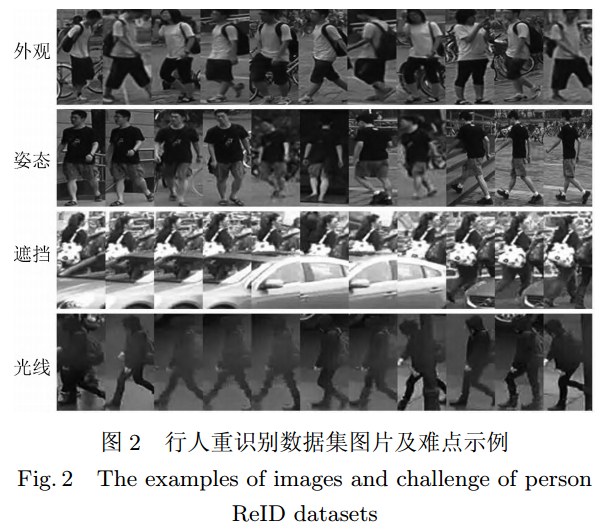 外观
姿态
遮挡
光线
图 2 行人重识别数据集图片及难点示例
Fig. 2 The examples of images and challenge of person
ReID datasets